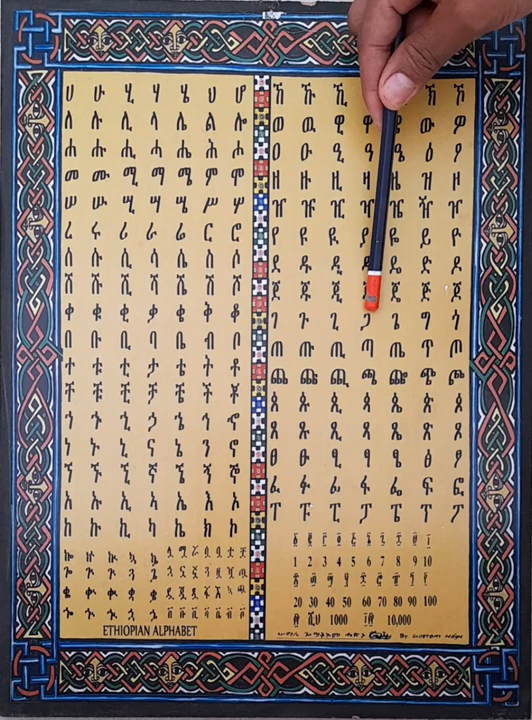 ሀ ሁ ሂ ሃ ሄ ህ ሆ
ለ ሉ ሊ ላ ሌ ል ሎ
ሐ ሑ ሒ ሓ ሔ ሕ ሖ
መ ሙ ሚ ማ ሜ ም ሞ
ሠ ሡ ሢ ሣ ሤ ሥ ሦ
ረ ሩ ሪ ራ ሬ ር ሮ
ሰ ሱ ሲ ሳ ሴ ስ ሶ
ሸ ሹ ሺ ሻ ሼ ሽ ሾ
ቀ ቁ ቂ ቃ ቄ ቅ ቆ
በ ቡ ቢ ባ ቤ ብ ቦ
ተ ቱ ቲ ታ ቴ ት ቶ
ቸ ቹ ቺ ቻ ቼ ች ቾ
ኀ ኁ ኂ ኃ ኄ ኅ ኆ
ነ ኑ ኒ ና ኔ ን ኖ
ኘ ኙ ኚ ኛ ኜ ኝ ኞ
አ ኡ ኢ ኣ ኤ እ ኦ
ከ ኩ ኪ ካ ኬ ክ ኮ
ETHIOPIAN ALPHABET
ኸ ኹ ኺ ኽ ኾ
ወ ዉ ዊ ው ዎ
ዐ ዑ ዒ ዓ ዔ ዕ ዖ
ዘ ዙ ዚ ዛ ዜ ዝ ዞ
ዠ ዡ ዢ ዣ ዤ ዥ ዦ
የ ዩ ዪ ያ ዬ ይ ዮ
ደ ዱ ዲ ዴ ድ ዶ
ጀ ጁ ጂ ጄ ጅ ጆ
ገ ጉ ጊ ጋ ጌ ግ ጎ
ጠ ጡ ጢ ጣ ጤ ጥ ጦ
ጨ ጩ ጪ ጫ ጬ ጭ ጮ
ጰ ጱ ጲ ጳ ጴ ጵ ጶ
ጸ ጹ ጺ ጻ ጼ ጽ ጾ
ፀ ፁ ፂ ፃ ፄ ፅ ፆ
ፈ ፉ ፊ ፋ ፌ ፍ ፎ
ፐ ፑ ፒ ፓ ፔ ፕ ፖ
፩ ፪ ፫ ፬ ፭ ፮ ፯ ፰ ፱ ፲
1 2 3 4 5 6 7 8 9 10
፳ ፴ ፵ ፶ ፷ ፸ ፹ ፺ ፻
20 30 40 50 60 70 80 90 100
1000 10,000